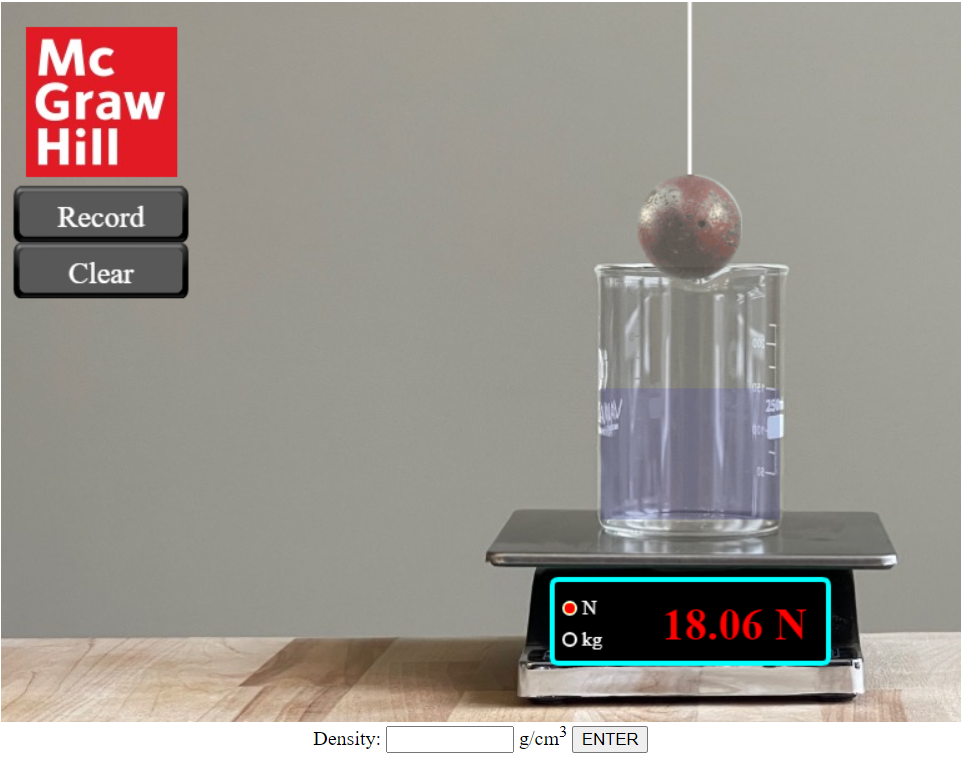 Mc
Graw
Hill
Record
Clear
250
N
18.06 N
kg
Density: g/cm³ ENTER